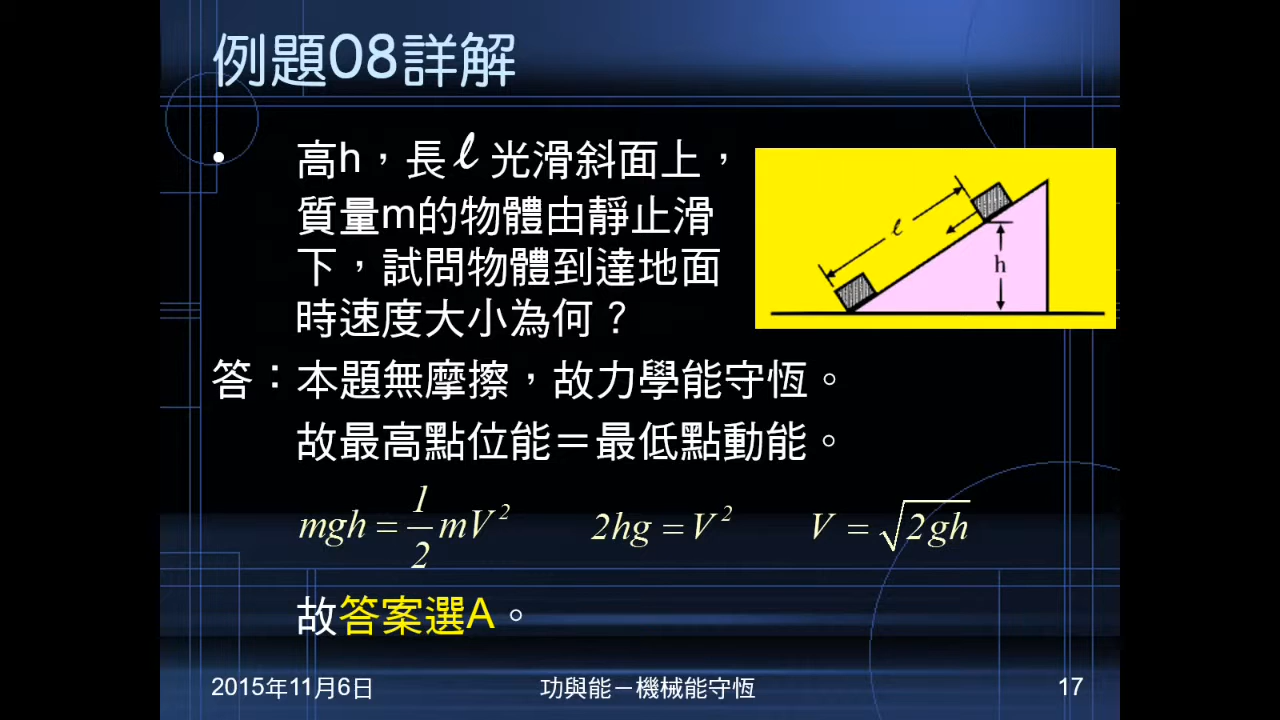 例題08詳解
• 高h，長ℓ光滑斜面上，
質量m的物體由靜止滑
下，試問物體到達地面
時速度大小為何？
ℓ
h
答：本題無摩擦，故力學能守恆。
故最高點位能＝最低點動能。
mgh = 1/2 mV² 2hg = V² V = √2gh
故答案選A。
2015年11月6日 功與能－機械能守恆 17